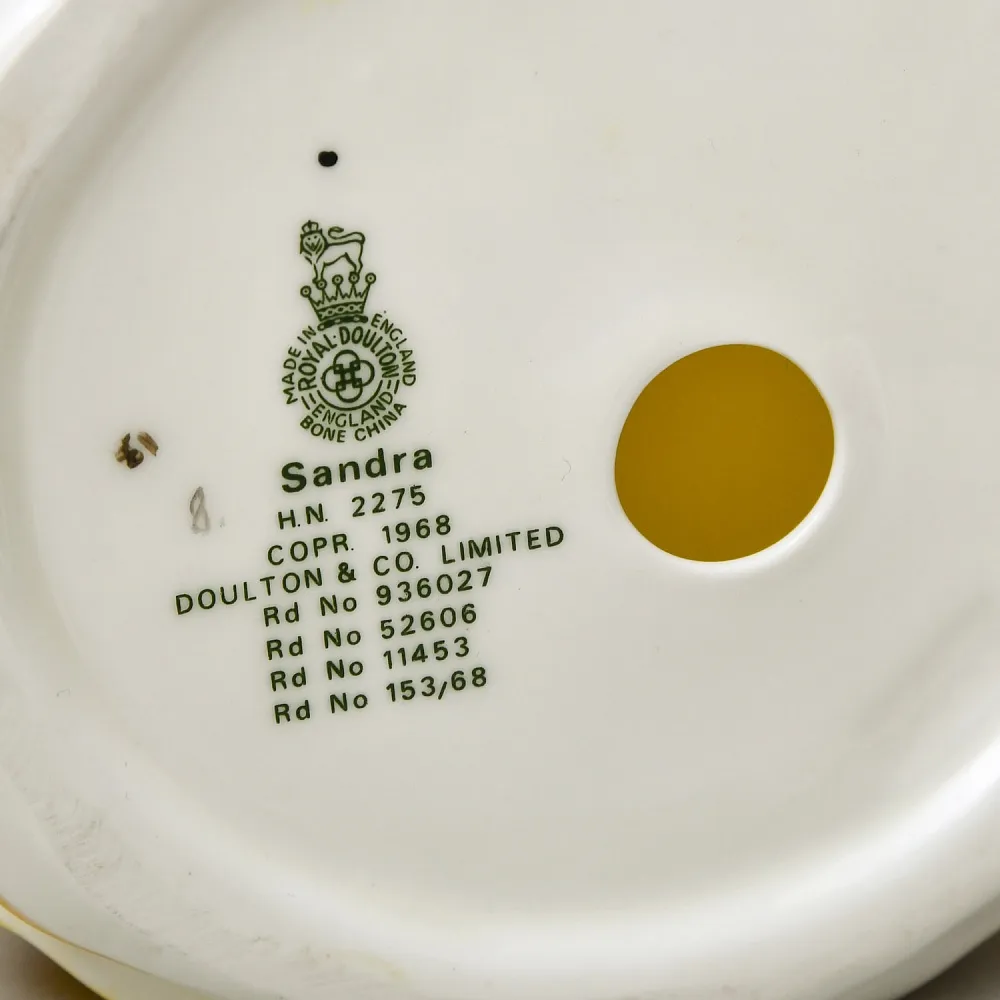 MADE IN ENGLAND
ROYAL·DOULTON
ENGLAND
BONE CHINA
Sandra
H.N. 2275
COPR. 1968
DOULTON & CO. LIMITED
Rd No 936027
Rd No 52606
Rd No 11453
Rd No 153/68
8